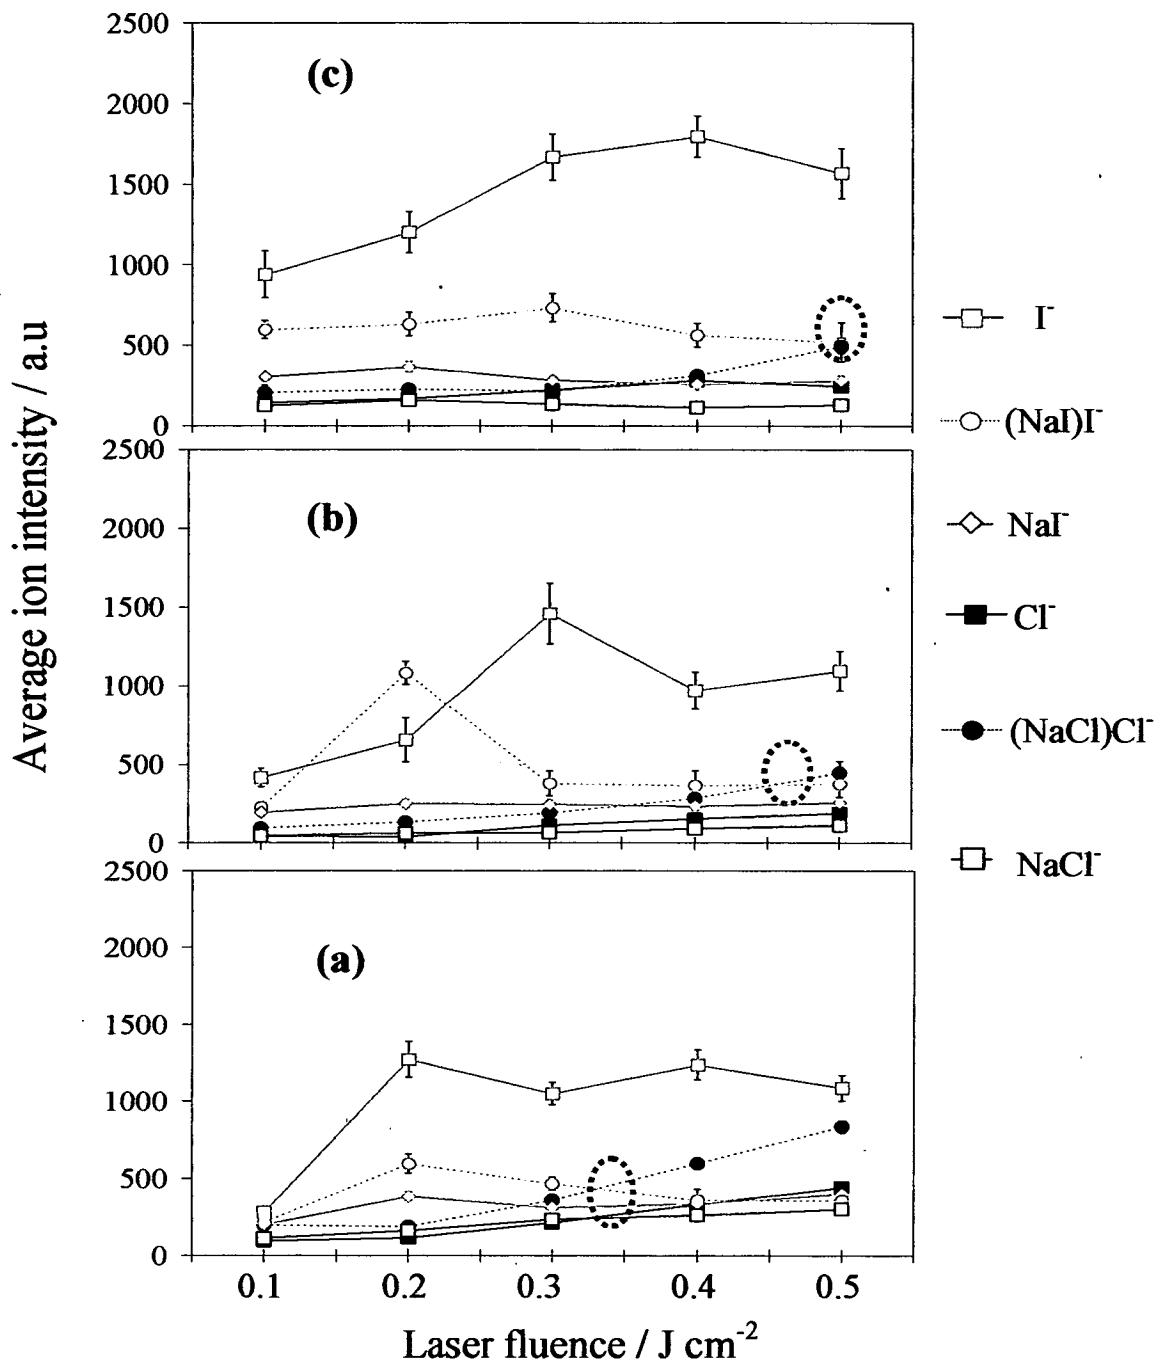 2500
2000
1500
1000
500
0
(c)
2500
2000
1500
1000
500
0
(b)
2500
2000
1500
1000
500
0
(a)
0.1 0.2 0.3 0.4 0.5
Laser fluence / J cm⁻²
Average ion intensity / a.u
I⁻
(NaI)I⁻
NaI⁻
Cl⁻
(NaCl)Cl⁻
NaCl⁻